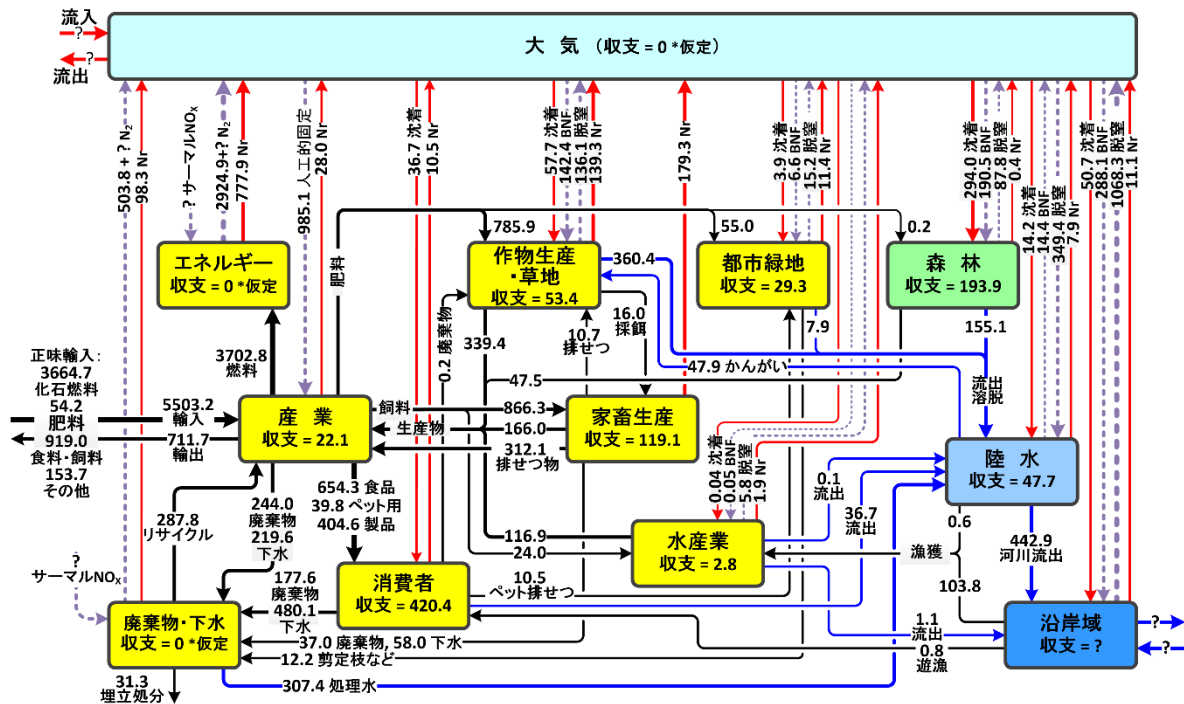 流入
?
?
流出
大 気 （収支 = 0 *仮定）
503.8 + ? N₂
98.3 Nr
? サーマルNOX
2924.9+? N₂
777.9 Nr
985.1 人工的固定
28.0 Nr
36.7 沈着
10.5 Nr
57.7 沈着
142.4 BNF
136.1 脱窒
139.3 Nr
179.3 Nr
3.9 沈着
6.6 BNF
15.2 脱窒
11.4 Nr
294.0 沈着
190.5 BNF
87.8 脱窒
0.4 Nr
14.2 沈着
14.4 BNF
349.4 脱窒
7.9 Nr
50.7 沈着
288.1 BNF
1068.3 脱窒
11.1 Nr
肥料
785.9
55.0
0.2
エネルギー
収支 = 0 *仮定
作物生産
・草地
収支 = 53.4
360.4
都市緑地
収支 = 29.3
森 林
収支 = 193.9
3702.8
燃料
0.2 廃棄物
339.4
10.7
排せつ
16.0
採餌
7.9
155.1
47.9 かんがい
47.5
流出
溶脱
正味輸入：
3664.7
化石燃料
54.2
肥料
919.0
食料・飼料
153.7
その他
5503.2
輸入
711.7
輸出
産 業
収支 = 22.1
飼料
866.3
生産物
166.0
312.1
排せつ物
家畜生産
収支 = 119.1
陸 水
収支 = 47.7
0.04 沈着
0.05 BNF
5.8 脱窒
1.9 Nr
0.1
流出
36.7
流出
287.8
リサイクル
244.0
廃棄物
219.6
下水
654.3 食品
39.8 ペット用
404.6 製品
116.9
24.0
水産業
収支 = 2.8
漁獲
0.6
103.8
442.9
河川流出
?
サーマルNOX
177.6
廃棄物
480.1
下水
消費者
収支 = 420.4
10.5
ペット排せつ
廃棄物・下水
収支 = 0 *仮定
37.0 廃棄物, 58.0 下水
12.2 剪定枝など
1.1
流出
0.8
遊漁
沿岸域
収支 = ?
?
?
31.3
埋立処分
307.4 処理水